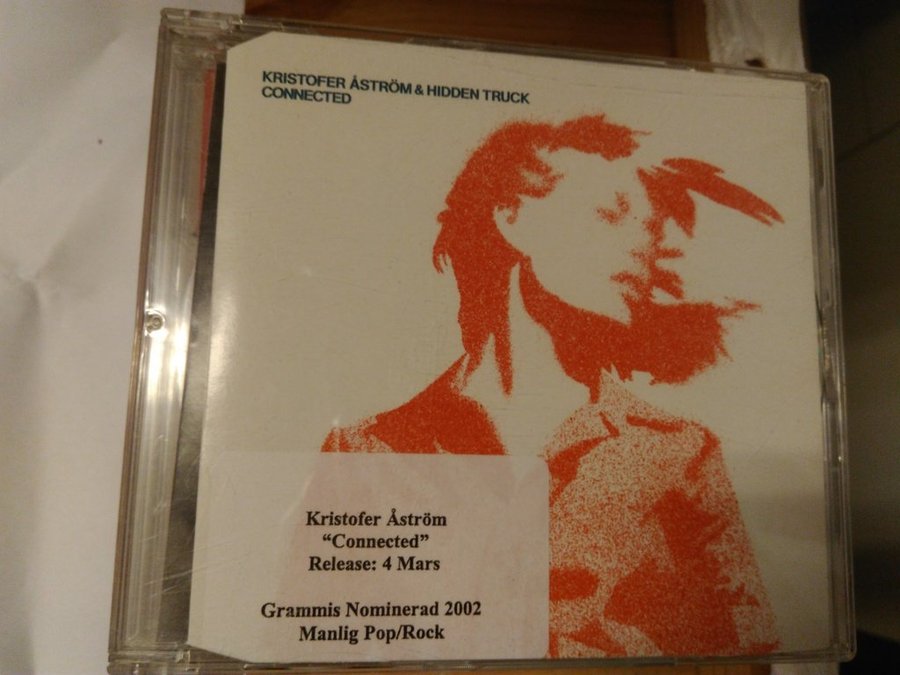 KRISTOFER ÅSTRÖM & HIDDEN TRUCK
CONNECTED
Kristofer Åström
“Connected”
Release: 4 Mars
Grammis Nominerad 2002
Manlig Pop/Rock